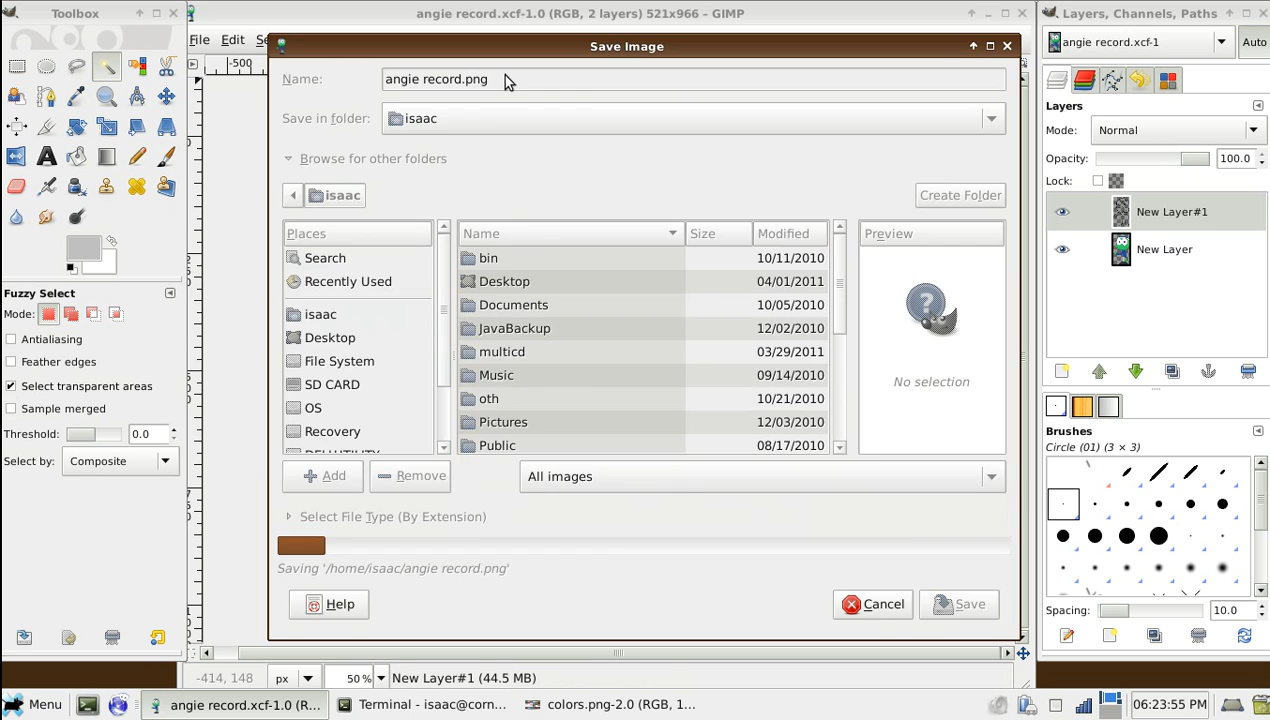 Toolbox
angie record.xcf-1.0 (RGB, 2 layers) 521x966 – GIMP
Layers, Channels, Paths
File Edit Se
Save Image
angie record.xcf-1
Auto
-500
Name:
angie record.png
Save in folder:
isaac
Browse for other folders
isaac
Create Folder
Places
Search
Recently Used
isaac
Desktop
File System
SD CARD
OS
Recovery
Name Size Modified
bin 10/11/2010
Desktop 04/01/2011
Documents 10/05/2010
JavaBackup 12/02/2010
multicd 03/29/2011
Music 09/14/2010
oth 10/21/2010
Pictures 12/03/2010
Public 08/17/2010
Preview
No selection
Add
Remove
All images
Select File Type (By Extension)
Saving '/home/isaac/angie record.png'
Help
Cancel
Save
Fuzzy Select
Mode:
Antialiasing
Feather edges
Select transparent areas
Sample merged
Threshold: 0.0
Select by: Composite
Layers
Mode: Normal
Opacity: 100.0
Lock:
New Layer#1
New Layer
Brushes
Circle (01) (3 × 3)
Spacing: 10.0
-414, 148 px 50% New Layer#1 (44.5 MB)
Menu
angie record.xcf-1.0 (R...
Terminal - isaac@corn...
colors.png-2.0 (RGB, 1...
06:23:55 PM